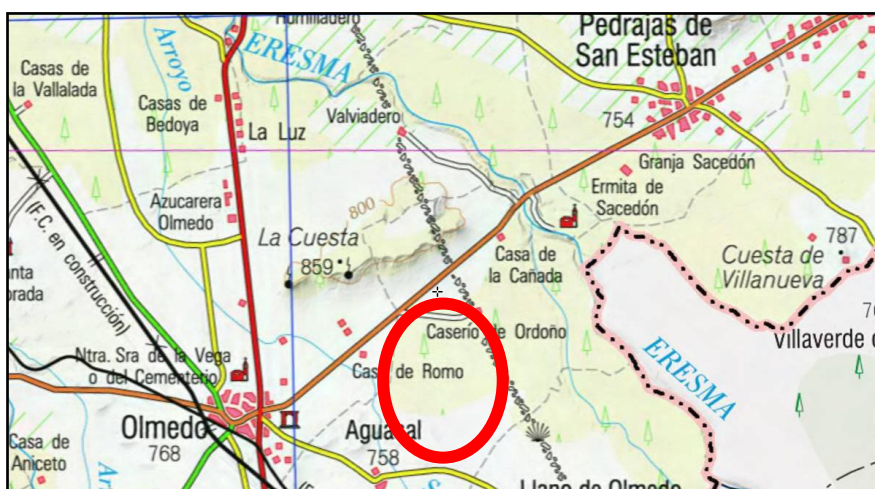 Humilladero
Pedrajas de
San Esteban
Arroyo
ERESMA
Casas de
la Vallalada
Casas de
Bedoya
Valviadero
754
La Luz
Granja Sacedón
Ermita de
Sacedón
Azucarera
Olmedo
800
La Cuesta
859
Casa de
la Cañada
787
Cuesta de
Villanueva
(F.C. en construcción)
Caserío de Ordoño
ERESMA
Villaverde
Ntra. Sra de la Vega
o del Cementerio
Casa de Romo
Olmedo
768
Aguasal
758
Casa de
Aniceto
Llano de Olmedo